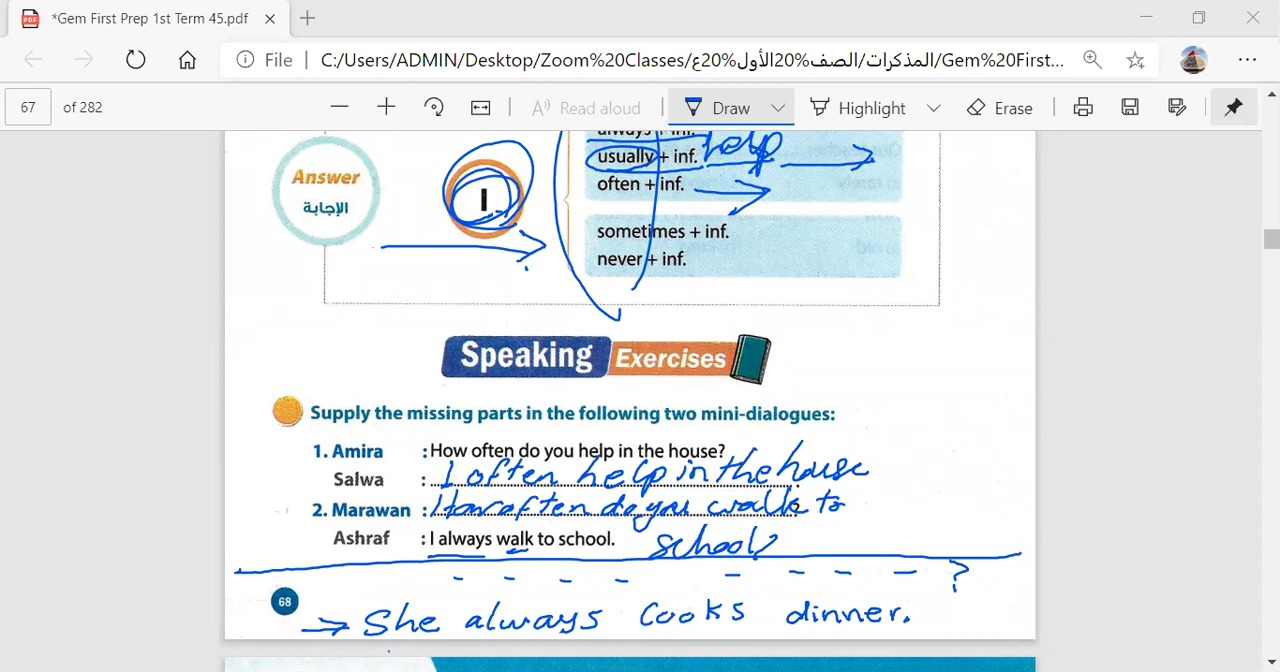 *Gem First Prep 1st Term 45.pdf
File C:/Users/ADMIN/Desktop/Zoom%20Classes/المذكرات/الصف%20الأول%20ع/Gem%20First...
67 of 282 Read aloud Draw Highlight Erase
always + inf.
usually + inf. help
often + inf.
Answer
الإجابة
I
sometimes + inf.
never + inf.
Speaking Exercises
Supply the missing parts in the following two mini-dialogues:
1. Amira : How often do you help in the house?
Salwa : I often help in the house
2. Marawan : How often do you walk to
Ashraf : I always walk to school. school
?
68
She always cooks dinner.